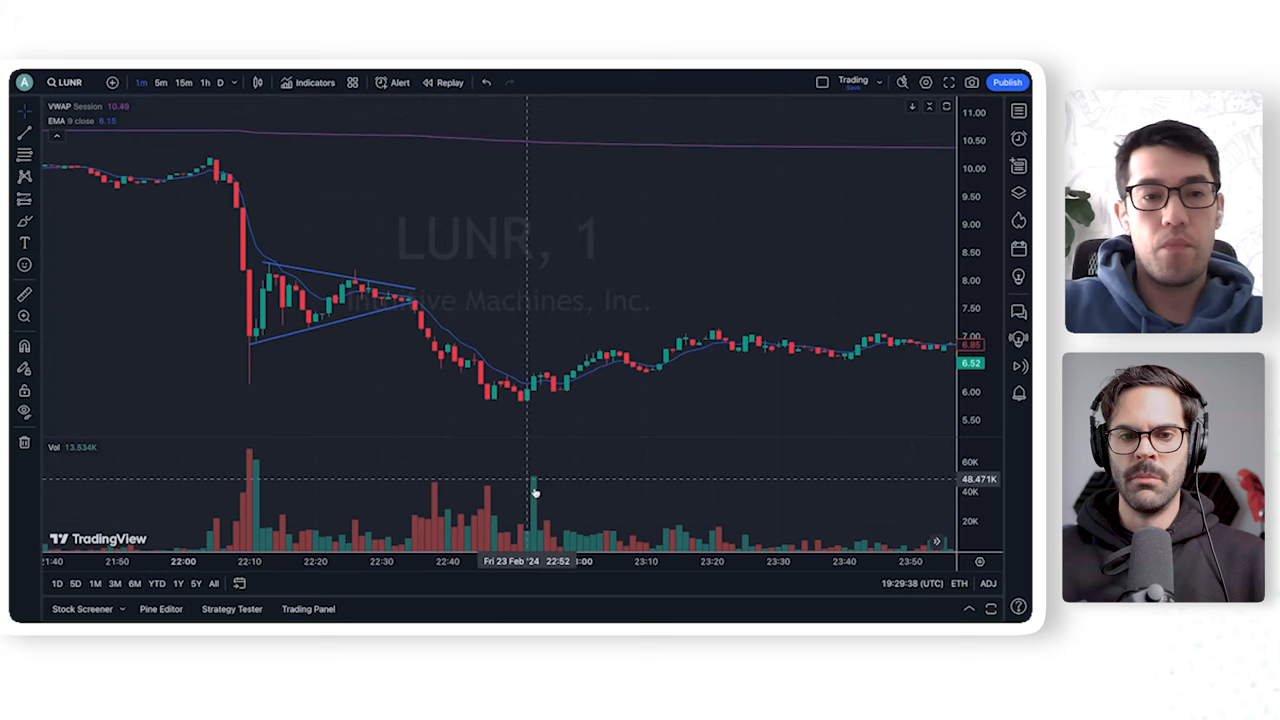 A LUNR 1m 5m 15m 1h D Indicators Alert Replay Trading Save Publish
VWAP Session 10.49
EMA 9 close 6.15
LUNR, 1
Intuitive Machines, Inc.
11.00
10.50
10.00
9.50
9.00
8.50
8.00
7.50
7.00
6.85
6.52
6.00
5.50
Vol 13.534K
60K
48.471K
40K
20K
TradingView
21:40 21:50 22:00 22:10 22:20 22:30 22:40 Fri 23 Feb '24 22:52 3:00 23:10 23:20 23:30 23:40 23:50
1D 5D 1M 3M 6M YTD 1Y 5Y All 19:29:38 (UTC) ETH ADJ
Stock Screener Pine Editor Strategy Tester Trading Panel